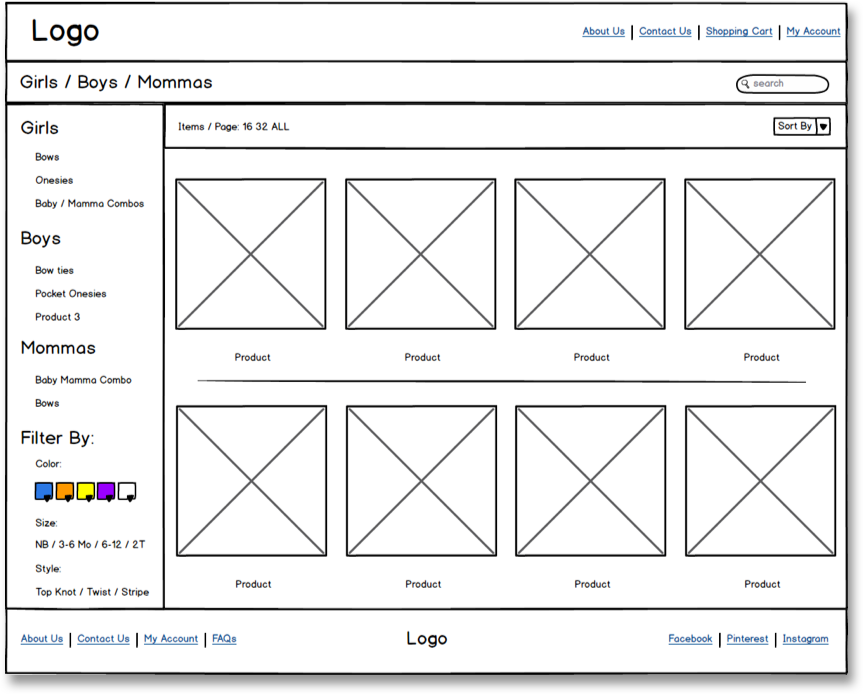 Logo
About Us | Contact Us | Shopping Cart | My Account
Girls / Boys / Mommas
search
Girls
Bows
Onesies
Baby / Mamma Combos
Boys
Bow ties
Pocket Onesies
Product 3
Mommas
Baby Mamma Combo
Bows
Filter By:
Color:
Size:
NB / 3-6 Mo / 6-12 / 2T
Style:
Top Knot / Twist / Stripe
Items / Page: 16 32 ALL
Sort By
Product Product Product Product
Product Product Product Product
About Us | Contact Us | My Account | FAQs
Logo
Facebook | Pinterest | Instagram